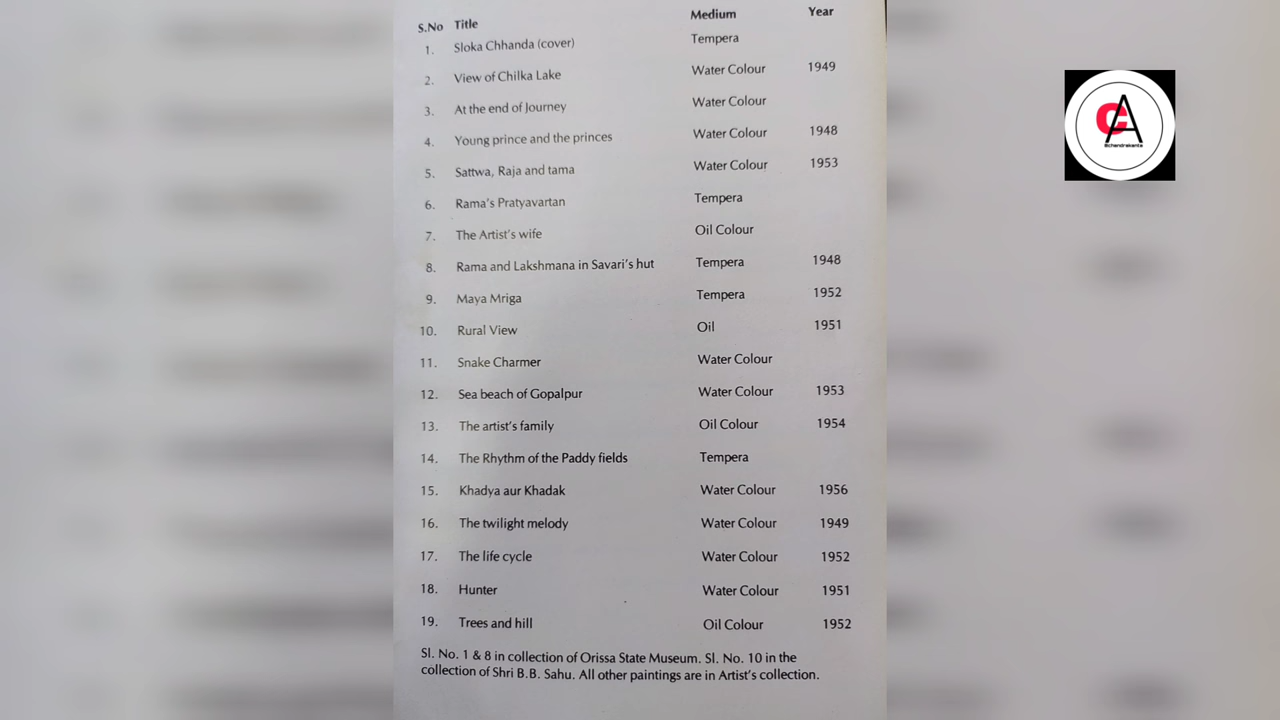 S.No Title Medium Year
1. Sloka Chhanda (cover) Tempera
2. View of Chilka Lake Water Colour 1949
3. At the end of Journey Water Colour
4. Young prince and the princes Water Colour 1948
5. Sattwa, Raja and tama Water Colour 1953
6. Rama's Pratyavartan Tempera
7. The Artist's wife Oil Colour
8. Rama and Lakshmana in Savari's hut Tempera 1948
9. Maya Mriga Tempera 1952
10. Rural View Oil 1951
11. Snake Charmer Water Colour
12. Sea beach of Gopalpur Water Colour 1953
13. The artist's family Oil Colour 1954
14. The Rhythm of the Paddy fields Tempera
15. Khadya aur Khadak Water Colour 1956
16. The twilight melody Water Colour 1949
17. The life cycle Water Colour 1952
18. Hunter Water Colour 1951
19. Trees and hill Oil Colour 1952
Sl. No. 1 & 8 in collection of Orissa State Museum. Sl. No. 10 in the
collection of Shri B.B. Sahu. All other paintings are in Artist's collection.
CA
@chandrakanta